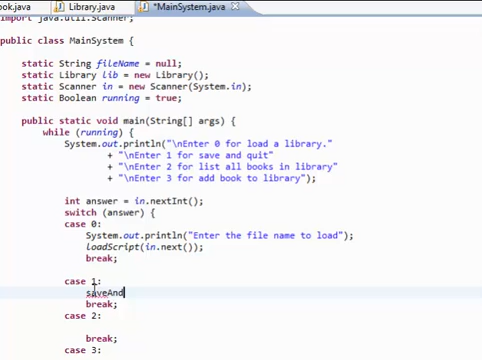 ook.java
Library.java
*MainSystem.java
import java.util.Scanner;
public class MainSystem {
static String fileName = null;
static Library lib = new Library();
static Scanner in = new Scanner(System.in);
static Boolean running = true;
public static void main(String[] args) {
while (running) {
System.out.println("\nEnter 0 for load a library."
+ "\nEnter 1 for save and quit"
+ "\nEnter 2 for list all books in library"
+ "\nEnter 3 for add book to library");
int answer = in.nextInt();
switch (answer) {
case 0:
System.out.println("Enter the file name to load");
loadScript(in.next());
break;
case 1:
saveAnd
break;
case 2:
break;
case 3: